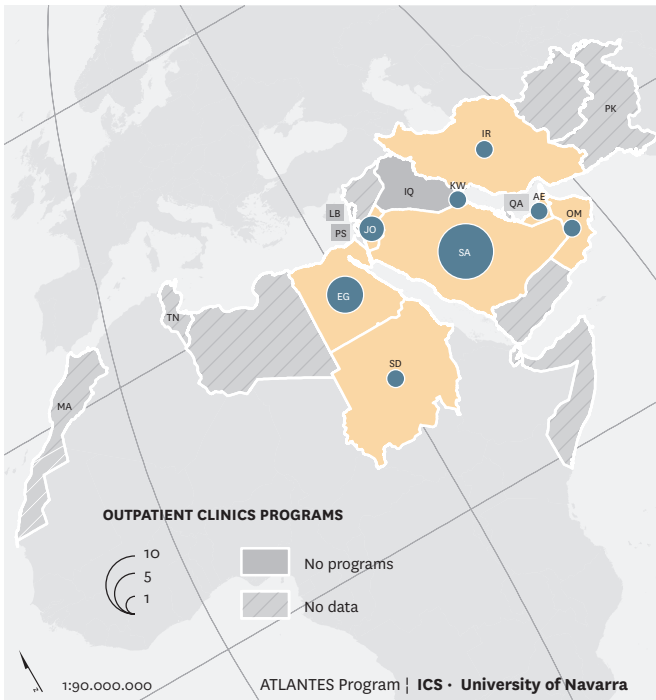 PK
IR
IQ
KW
QA
AE
LB
OM
PS
JO
SA
EG
TN
SD
MA
OUTPATIENT CLINICS PROGRAMS
10
5
1
No programs
No data
N
1:90.000.000
ATLANTES Program | ICS · University of Navarra